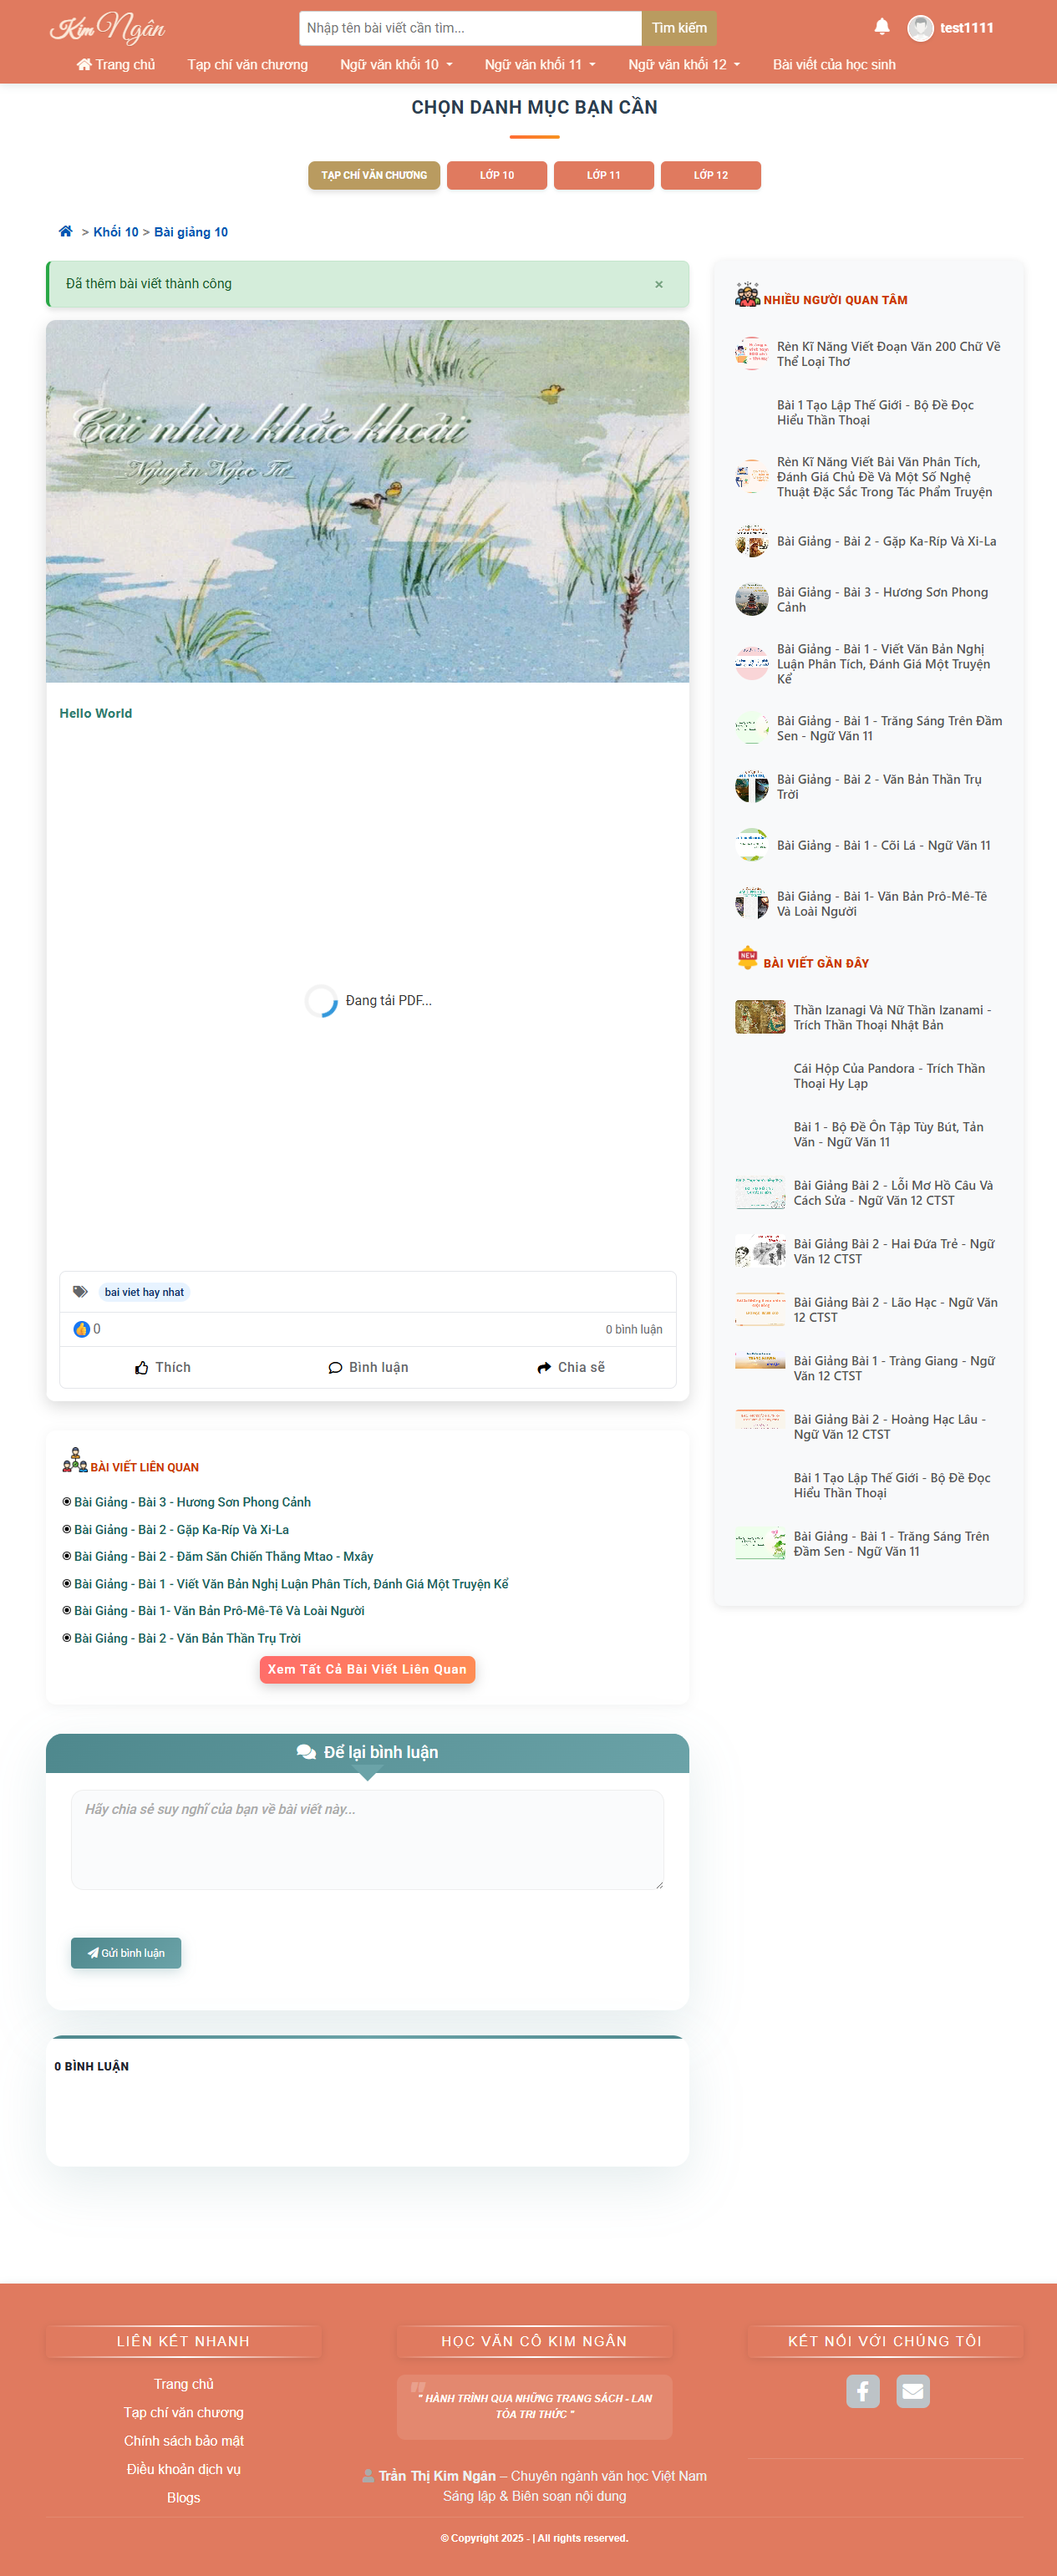 Kim Ngân
Nhập tên bài viết cần tìm...
Tìm kiếm
test1111
Trang chủ
Tạp chí văn chương
Ngữ văn khối 10
Ngữ văn khối 11
Ngữ văn khối 12
Bài viết của học sinh
CHỌN DANH MỤC BẠN CẦN
TẠP CHÍ VĂN CHƯƠNG
LỚP 10
LỚP 11
LỚP 12
> Khối 10 > Bài giảng 10
Đã thêm bài viết thành công
×
Cái nhìn khắc khoải
Nguyễn Ngọc Tư
Hello World
Đang tải PDF...
bai viet hay nhat
0
0 bình luận
Thích
Bình luận
Chia sẽ
BÀI VIẾT LIÊN QUAN
Bài Giảng - Bài 3 - Hương Sơn Phong Cảnh
Bài Giảng - Bài 2 - Gặp Ka-Ríp Và Xi-La
Bài Giảng - Bài 2 - Đăm Săn Chiến Thắng Mtao - Mxây
Bài Giảng - Bài 1 - Viết Văn Bản Nghị Luận Phân Tích, Đánh Giá Một Truyện Kể
Bài Giảng - Bài 1- Văn Bản Prô-Mê-Tê Và Loài Người
Bài Giảng - Bài 2 - Văn Bản Thần Trụ Trời
Xem Tất Cả Bài Viết Liên Quan
Để lại bình luận
Hãy chia sẻ suy nghĩ của bạn về bài viết này...
Gửi bình luận
0 BÌNH LUẬN
NHIỀU NGƯỜI QUAN TÂM
Rèn Kĩ Năng Viết Đoạn Văn 200 Chữ Về
Thể Loại Thơ
Bài 1 Tạo Lập Thế Giới - Bộ Đề Đọc
Hiểu Thần Thoại
Rèn Kĩ Năng Viết Bài Văn Phân Tích,
Đánh Giá Chủ Đề Và Một Số Nghệ
Thuật Đặc Sắc Trong Tác Phẩm Truyện
Bài Giảng - Bài 2 - Gặp Ka-Ríp Và Xi-La
Bài Giảng - Bài 3 - Hương Sơn Phong
Cảnh
Bài Giảng - Bài 1 - Viết Văn Bản Nghị
Luận Phân Tích, Đánh Giá Một Truyện
Kể
Bài Giảng - Bài 1 - Trăng Sáng Trên Đầm
Sen - Ngữ Văn 11
Bài Giảng - Bài 2 - Văn Bản Thần Trụ
Trời
Bài Giảng - Bài 1 - Cõi Lá - Ngữ Văn 11
Bài Giảng - Bài 1- Văn Bản Prô-Mê-Tê
Và Loài Người
NEW
BÀI VIẾT GẦN ĐÂY
Thần Izanagi Và Nữ Thần Izanami -
Trích Thần Thoại Nhật Bản
Cái Hộp Của Pandora - Trích Thần
Thoại Hy Lạp
Bài 1 - Bộ Đề Ôn Tập Tùy Bút, Tản
Văn - Ngữ Văn 11
Bài Giảng Bài 2 - Lỗi Mơ Hồ Câu Và
Cách Sửa - Ngữ Văn 12 CTST
Bài Giảng Bài 2 - Hai Đứa Trẻ - Ngữ
Văn 12 CTST
Bài Giảng Bài 2 - Lão Hạc - Ngữ Văn
12 CTST
Bài Giảng Bài 1 - Tràng Giang - Ngữ
Văn 12 CTST
Bài Giảng Bài 2 - Hoàng Hạc Lâu -
Ngữ Văn 12 CTST
Bài 1 Tạo Lập Thế Giới - Bộ Đề Đọc
Hiểu Thần Thoại
Bài Giảng - Bài 1 - Trăng Sáng Trên
Đầm Sen - Ngữ Văn 11
LIÊN KẾT NHANH
Trang chủ
Tạp chí văn chương
Chính sách bảo mật
Điều khoản dịch vụ
Blogs
HỌC VĂN CÔ KIM NGÂN
" HÀNH TRÌNH QUA NHỮNG TRANG SÁCH - LAN
TỎA TRI THỨC "
Trần Thị Kim Ngân – Chuyên ngành văn học Việt Nam
Sáng lập & Biên soạn nội dung
KẾT NỐI VỚI CHÚNG TÔI
© Copyright 2025 - | All rights reserved.